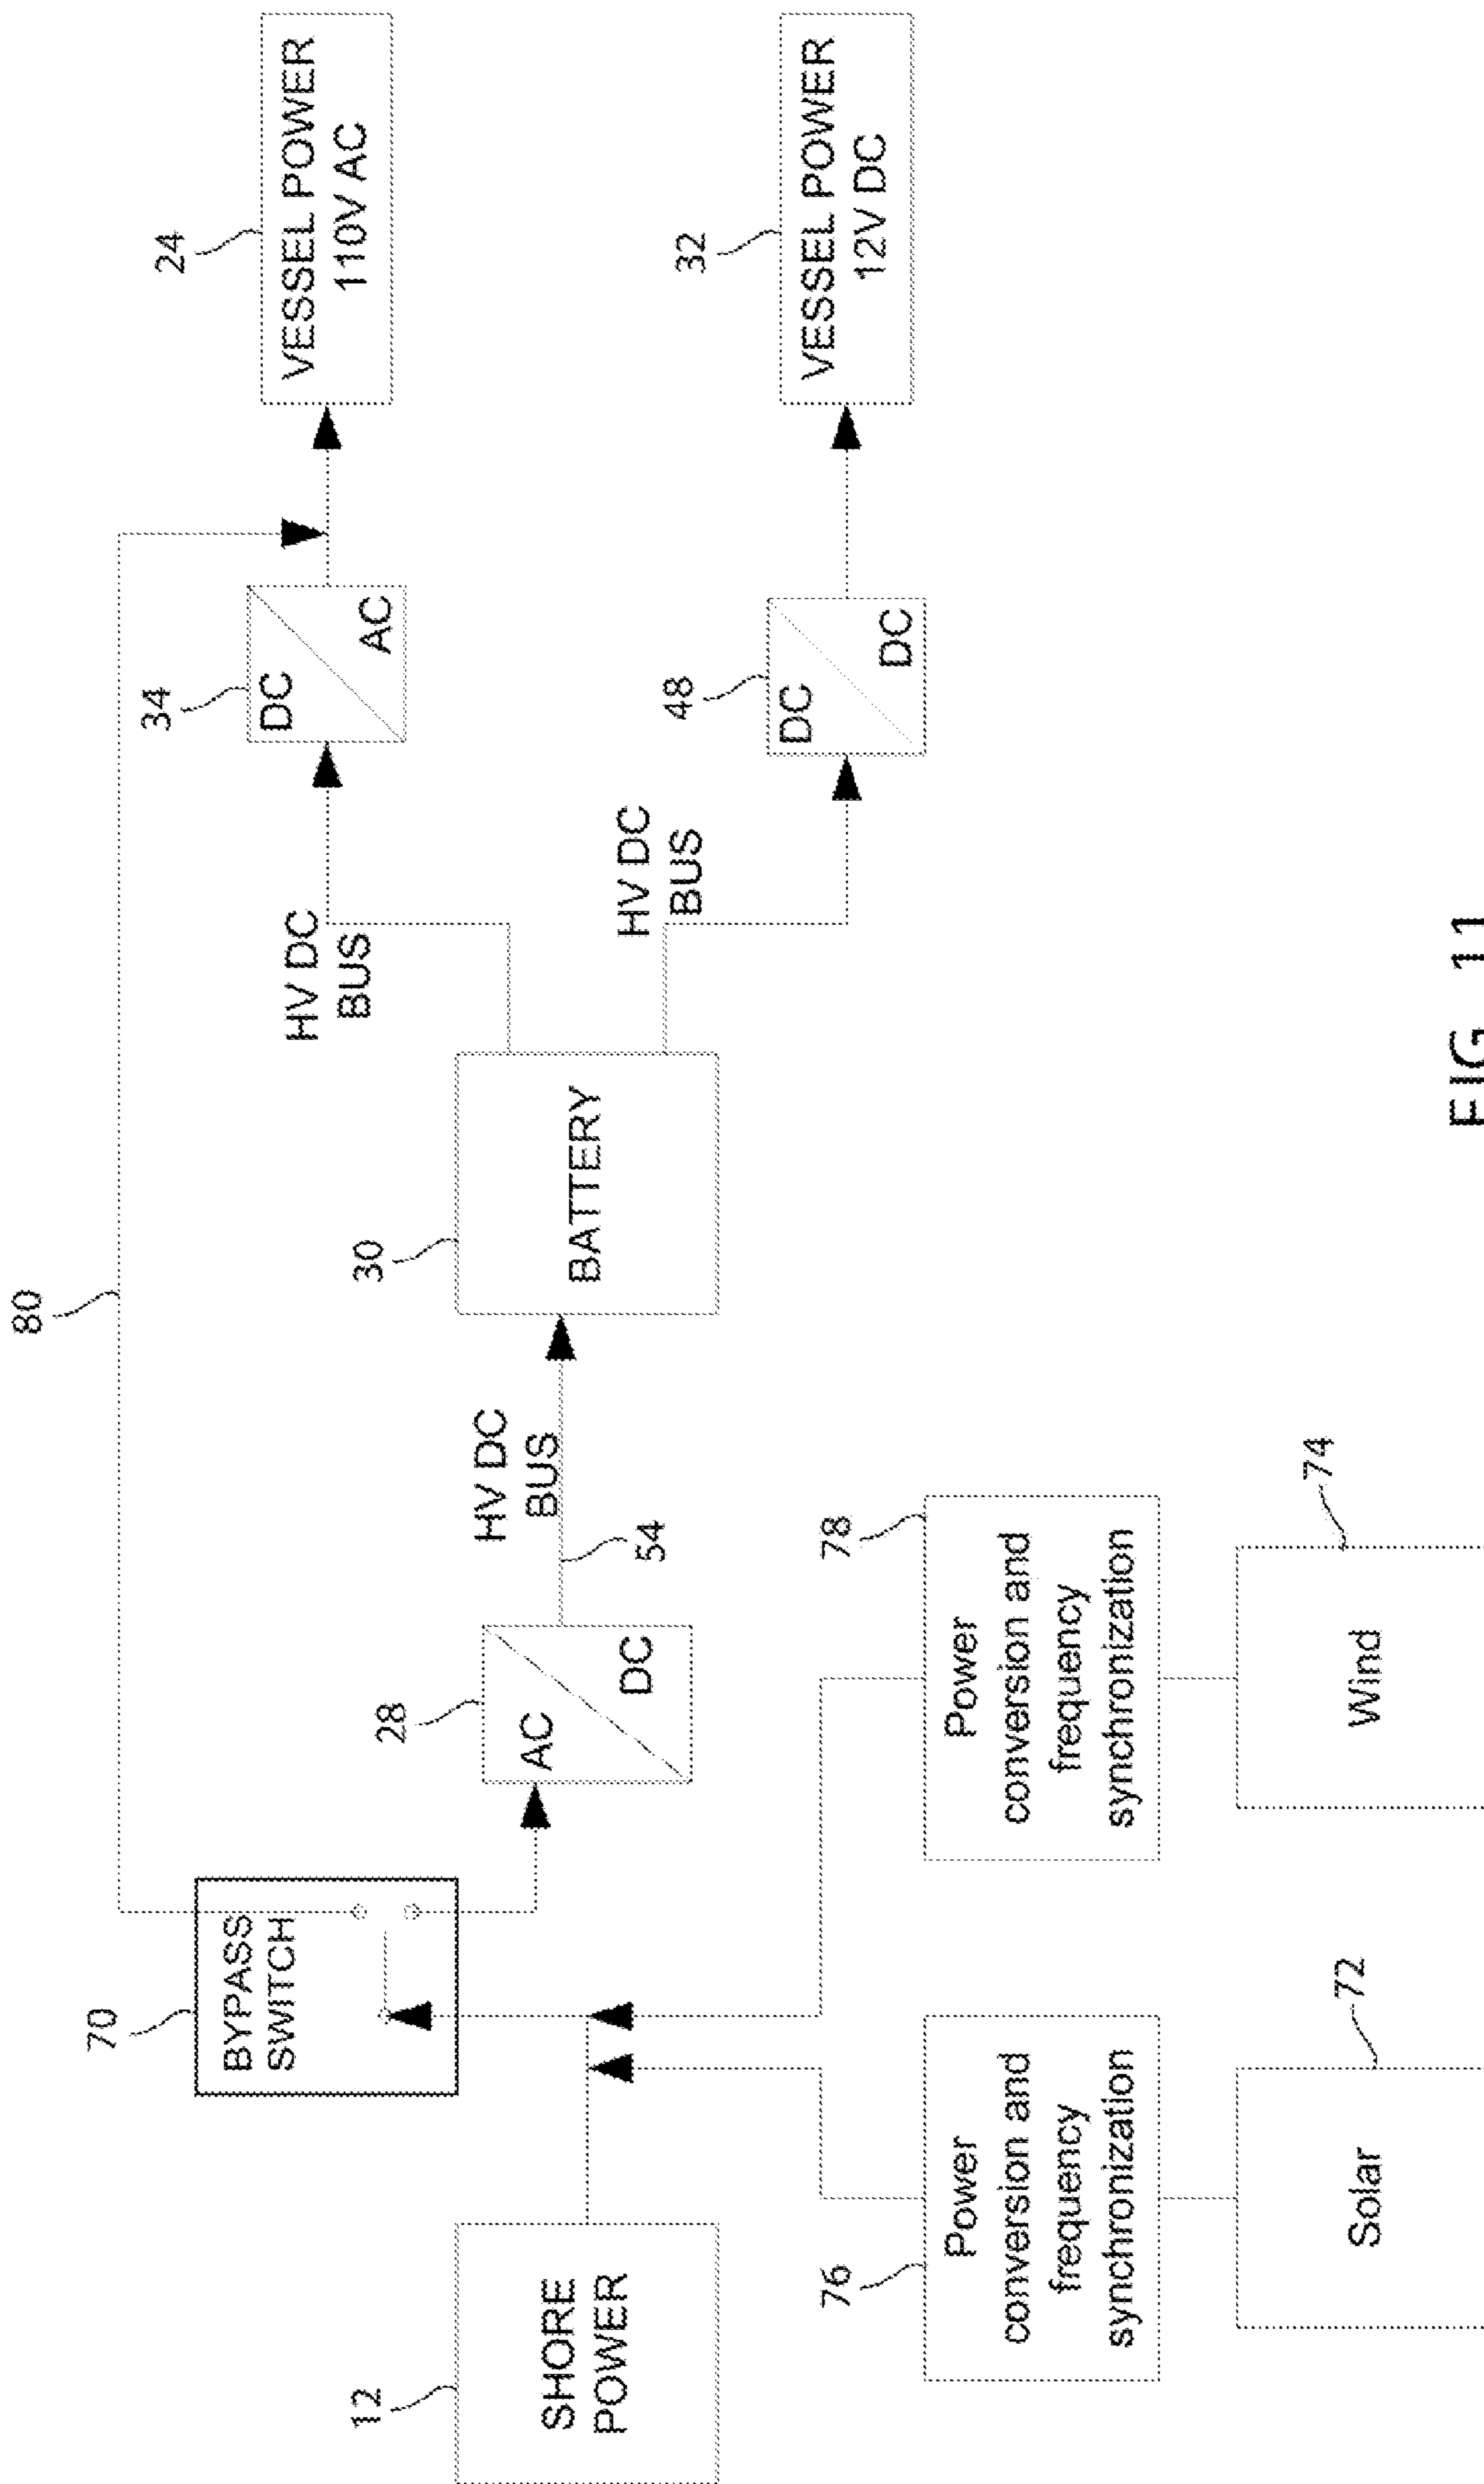 80
70
BYPASS
SWITCH
34
DC
AC
24
VESSEL POWER
110V AC
HV DC
BUS
12
SHORE
POWER
28
AC
DC
HV DC
BUS
54
30
BATTERY
HV DC
BUS
48
DC
DC
32
VESSEL POWER
12V DC
76
Power
conversion and
frequency
synchronization
78
Power
conversion and
frequency
synchronization
72
Solar
74
Wind
FIG. 11